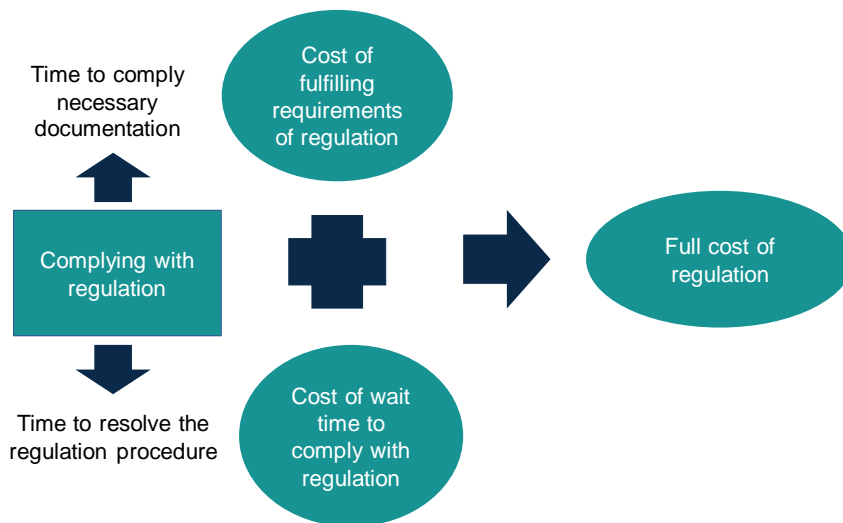 Time to comply
necessary
documentation
Cost of
fulfilling
requirements
of regulation
Complying with
regulation
Full cost of
regulation
Time to resolve the
regulation procedure
Cost of wait
time to
comply with
regulation